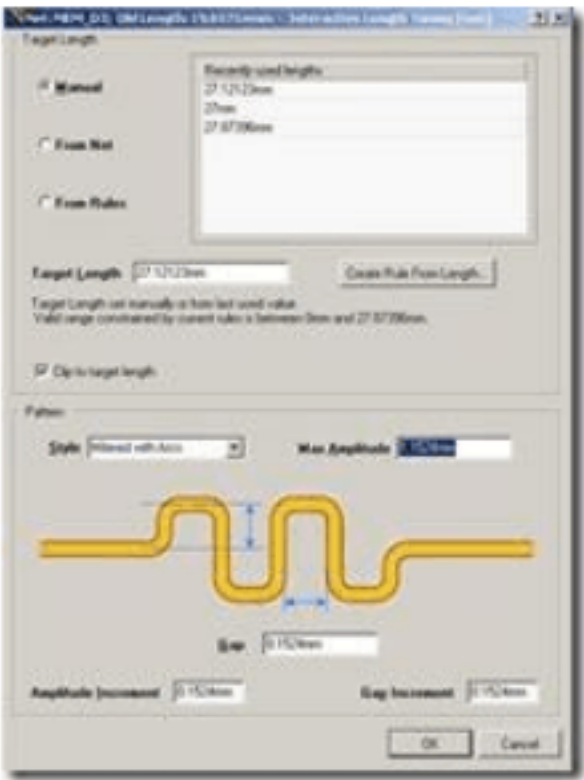 Target Length
Manual
From Net
From Rules
Recently used lengths
27.12123mm
27mm
27.87396mm
Target Length 27.12123mm Create Rule From Length...
Target Length set manually or from last used value.
Valid range constrained by current rules is between 0mm and 27.87396mm.
Clip to target length
Pattern
Style Mitered with Arcs Max Amplitude 0.1524mm
Gap 0.1524mm
Amplitude Increment 0.1524mm Gap Increment 0.1524mm
OK Cancel